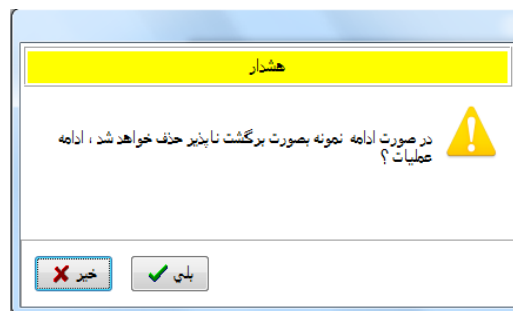 هشدار
در صورت ادامه نمونه بصورت برگشت ناپذیر حذف خواهد شد ، ادامه
عملیات ؟
بلی
خیر